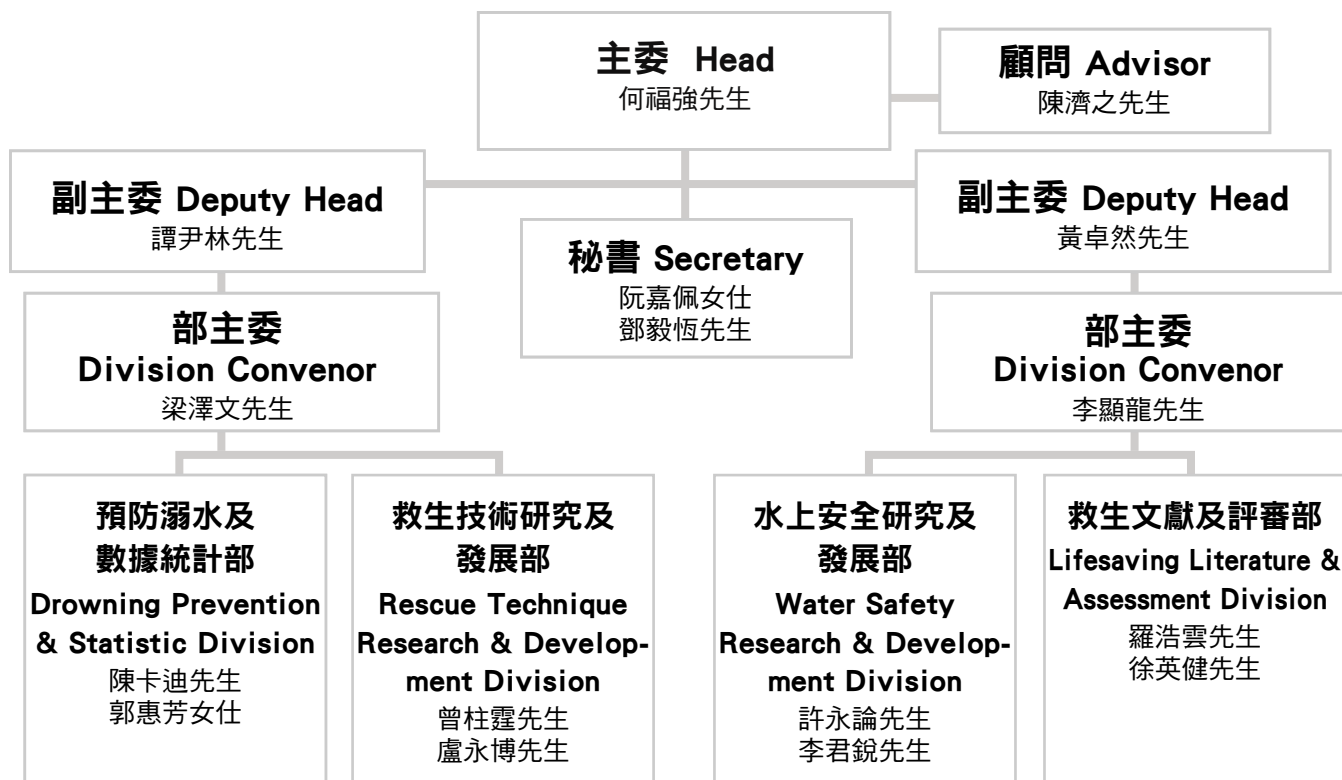 主委 Head
何福強先生
顧問 Advisor
陳濟之先生
副主委 Deputy Head
譚尹林先生
副主委 Deputy Head
黃卓然先生
秘書 Secretary
阮嘉佩女仕
鄧毅恆先生
部主委
Division Convenor
梁澤文先生
部主委
Division Convenor
李顯龍先生
預防溺水及
數據統計部
Drowning Prevention
& Statistic Division
陳卡迪先生
郭惠芳女仕
救生技術研究及
發展部
Rescue Technique
Research & Develop-
ment Division
曾柱霆先生
盧永博先生
水上安全研究及
發展部
Water Safety
Research & Develop-
ment Division
許永論先生
李君銳先生
救生文獻及評審部
Lifesaving Literature &
Assessment Division
羅浩雲先生
徐英健先生